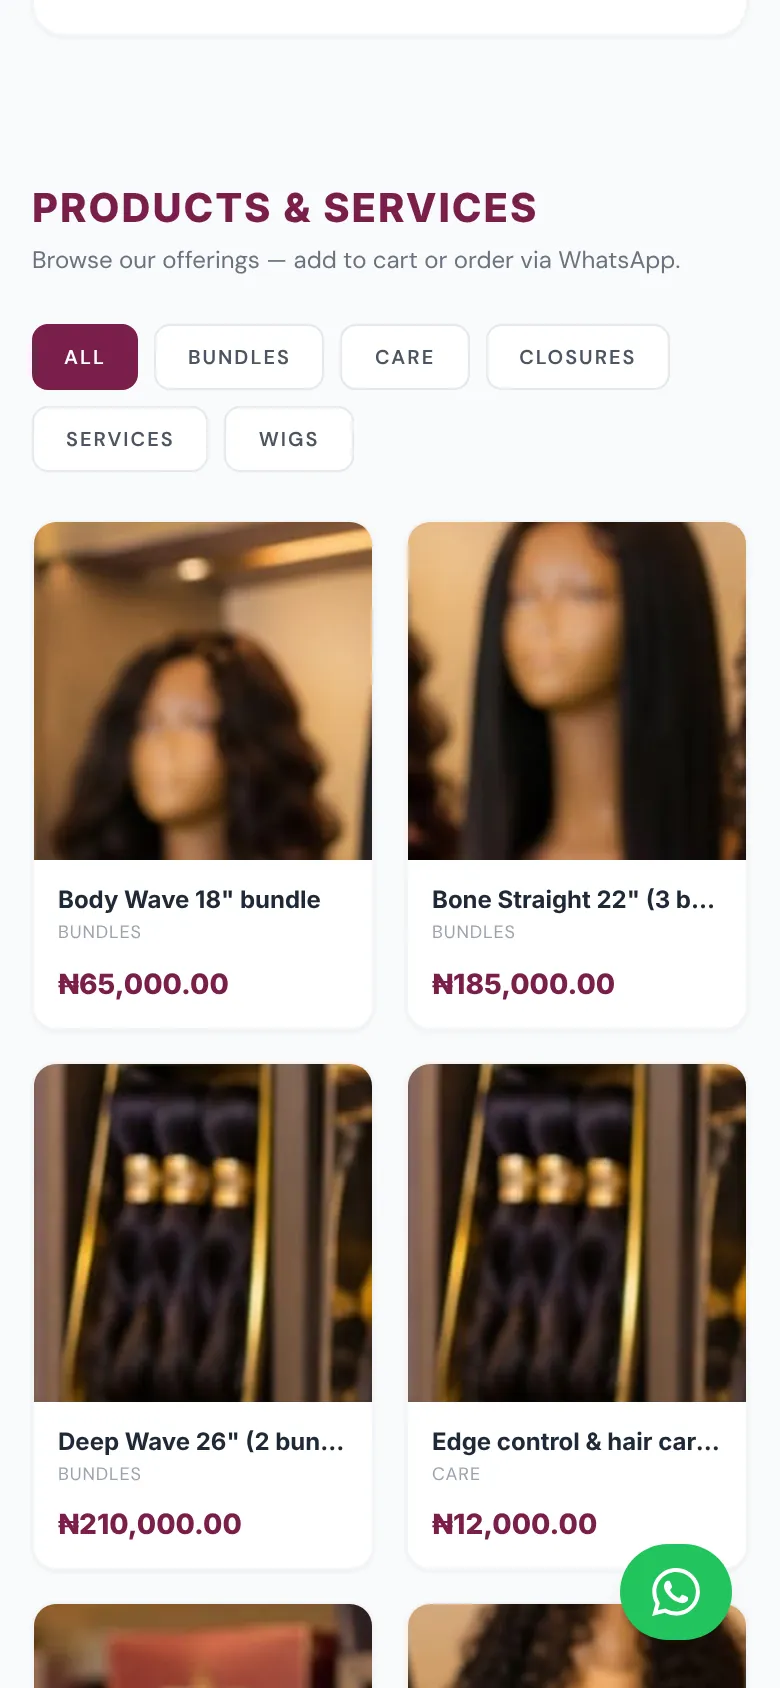 PRODUCTS & SERVICES
Browse our offerings — add to cart or order via WhatsApp.
ALL
BUNDLES
CARE
CLOSURES
SERVICES
WIGS
Body Wave 18" bundle
BUNDLES
₦65,000.00
Bone Straight 22" (3 b...
BUNDLES
₦185,000.00
Deep Wave 26" (2 bun...
BUNDLES
₦210,000.00
Edge control & hair car...
CARE
₦12,000.00